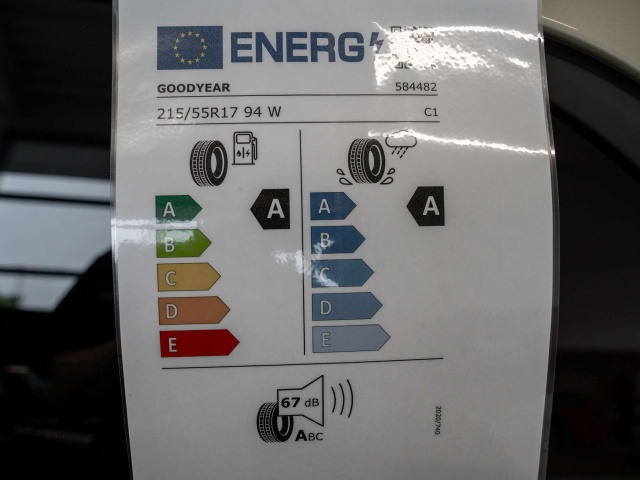 ENERG
GOODYEAR 584482
215/55R17 94 W C1
A A
B
C
D
E
A A
B
C
D
E
67 dB
ABC
2020/740